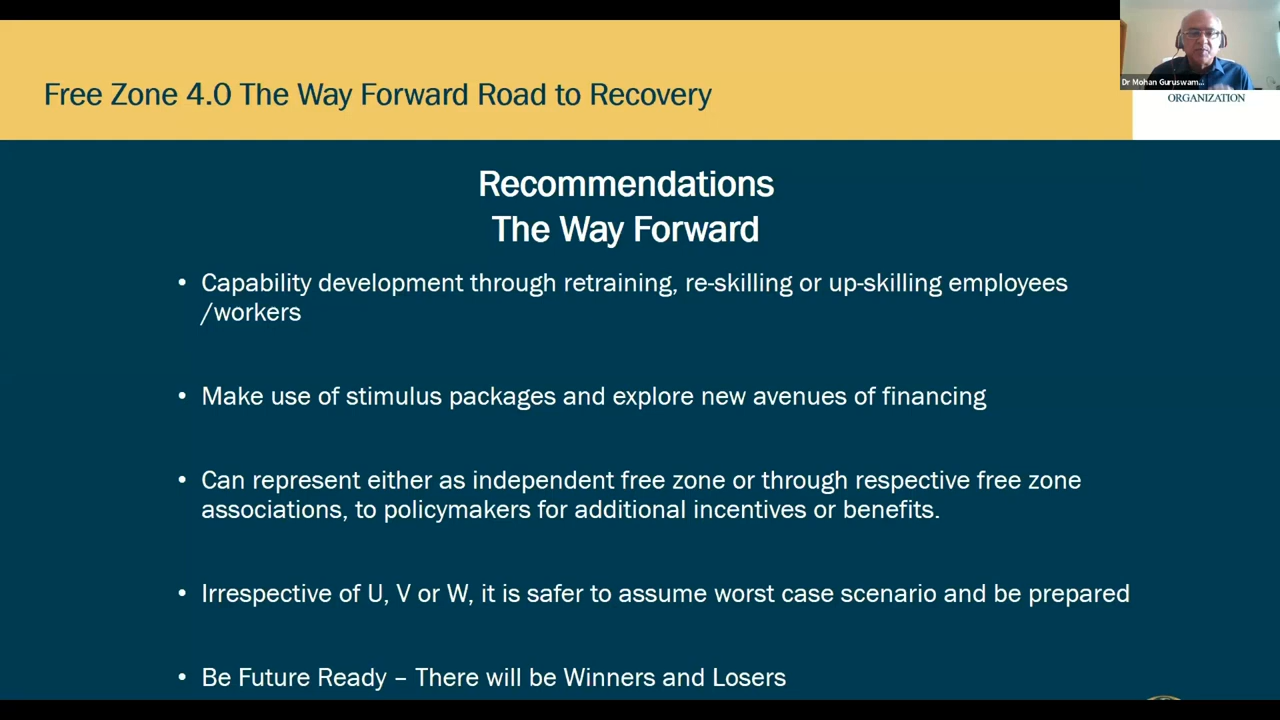 Free Zone 4.0 The Way Forward Road to Recovery
Dr Mohan Guruswam...
ORGANIZATION
Recommendations
The Way Forward
• Capability development through retraining, re-skilling or up-skilling employees
/workers
• Make use of stimulus packages and explore new avenues of financing
• Can represent either as independent free zone or through respective free zone
associations, to policymakers for additional incentives or benefits.
• Irrespective of U, V or W, it is safer to assume worst case scenario and be prepared
• Be Future Ready – There will be Winners and Losers